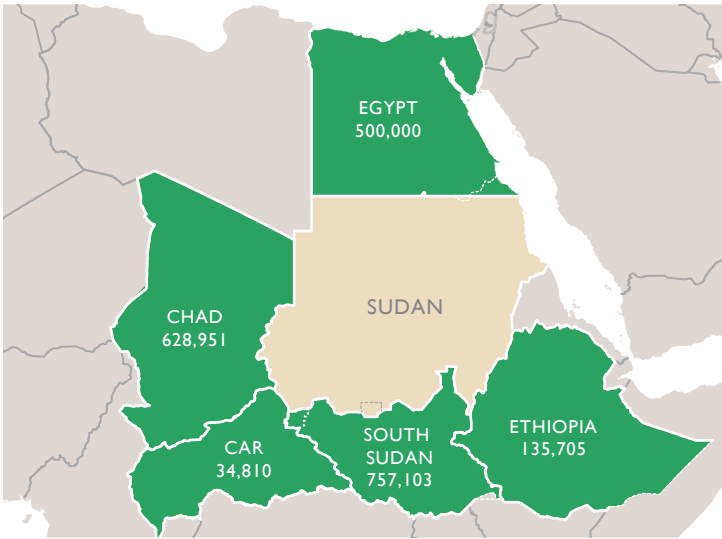 EGYPT
500,000
SUDAN
CHAD
628,951
ETHIOPIA
135,705
SOUTH
SUDAN
757,103
CAR
34,810